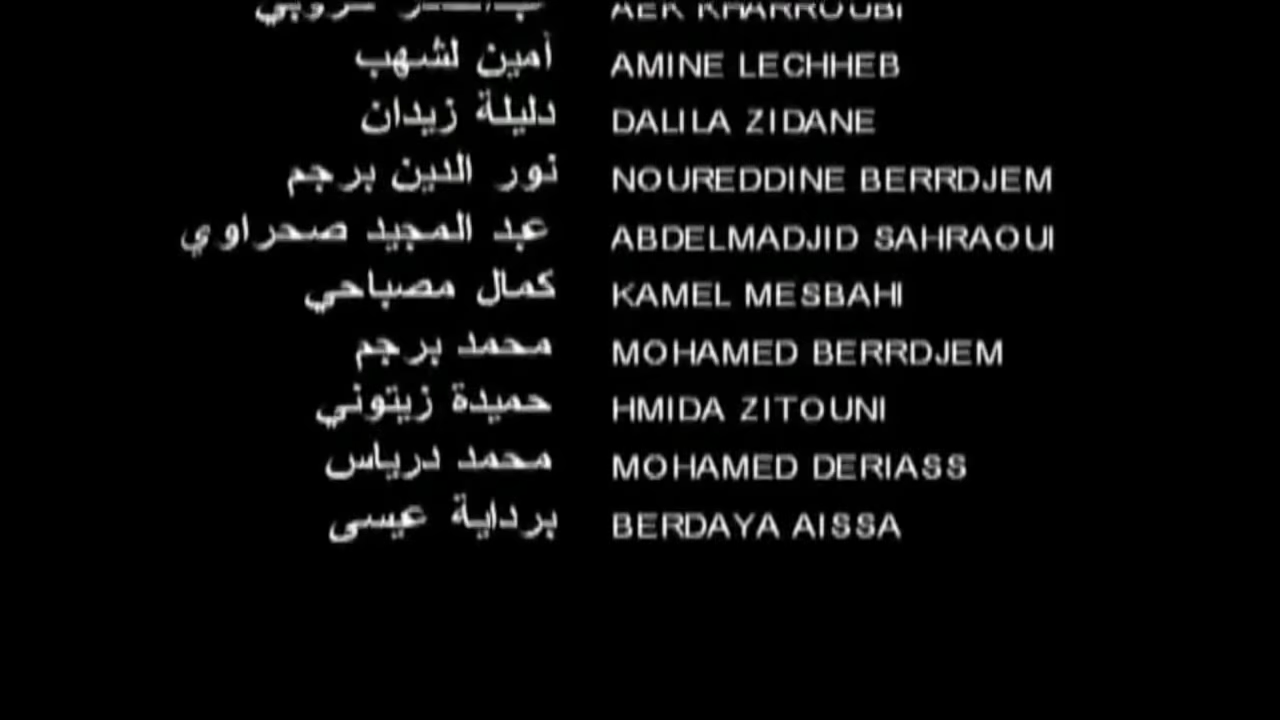 AEK KHARROUBI
أمين لشهب AMINE LECHHEB
دليلة زيدان DALILA ZIDANE
نور الدين برجم NOUREDDINE BERRDJEM
عبد المجيد صحراوي ABDELMADJID SAHRAOUI
كمال مصباحي KAMEL MESBAHI
محمد برجم MOHAMED BERRDJEM
حميدة زيتوني HMIDA ZITOUNI
محمد درياس MOHAMED DERIASS
برداية عيسى BERDAYA AISSA